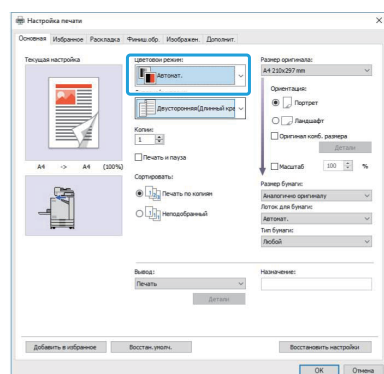 Настройка печати
Основная Избранное Раскладка Финиш.обр. Изображен. Дополнит.
Текущая настройка
A4 -> A4 (100%)
Цветовой режим:
Автокат.
Двусторонняя(Длинный кра
Копии:
1
Печать и пауза
Сортировать:
Печать по копиям
Неподобранный
Вывод:
Печать
Детали
Размер оригинала:
A4 210x297 mm
Ориентация:
Портрет
Ландшафт
Оригинал комб. размера
Детали
Масштаб 100 %
Размер бумаги:
Аналогично оригиналу
Лоток для бумаги:
Автомат.
Тип бумаги:
Любой
Назначение:
Добавить в избранное Восстан.умолч. Восстановить настройки
OK Отмена